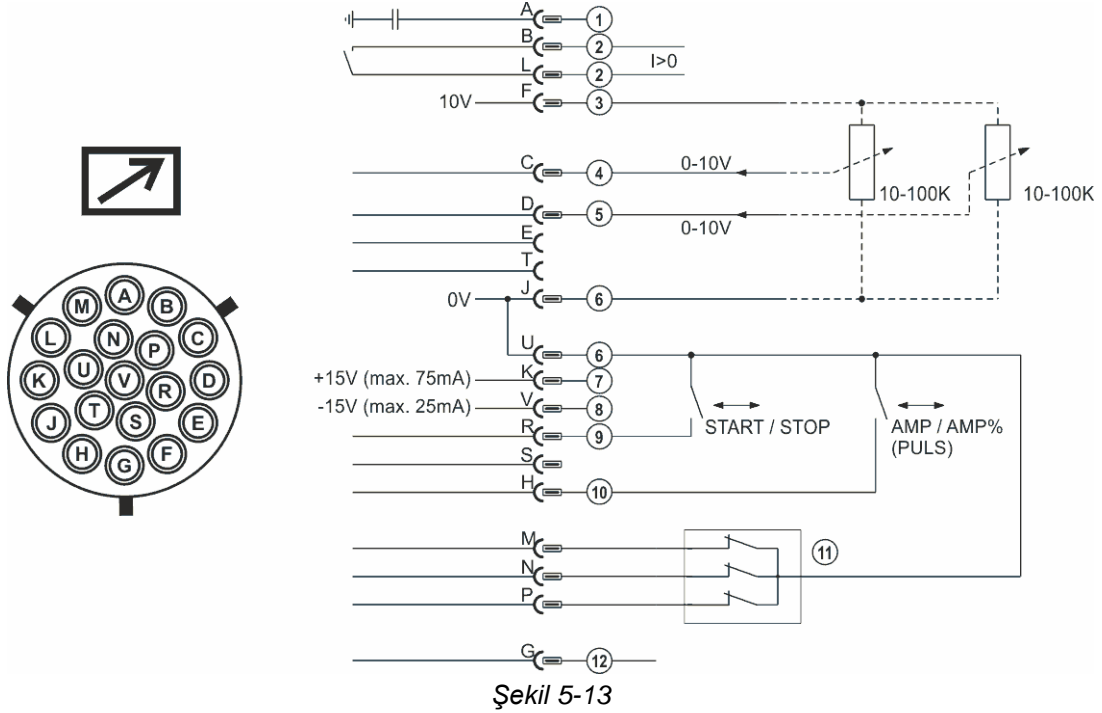 A 1
B 2
L 2 I>0
10V F 3
C 4 0-10V 10-100K 10-100K
D 5 0-10V
E
T
0V J 6
U 6
+15V (max. 75mA) K 7
-15V (max. 25mA) V 8
R 9 START / STOP AMP / AMP%
(PULS)
S
H 10
M 11
N
P
G 12
A
M B
L N P C
K U V R D
J T S E
H G F
Şekil 5-13